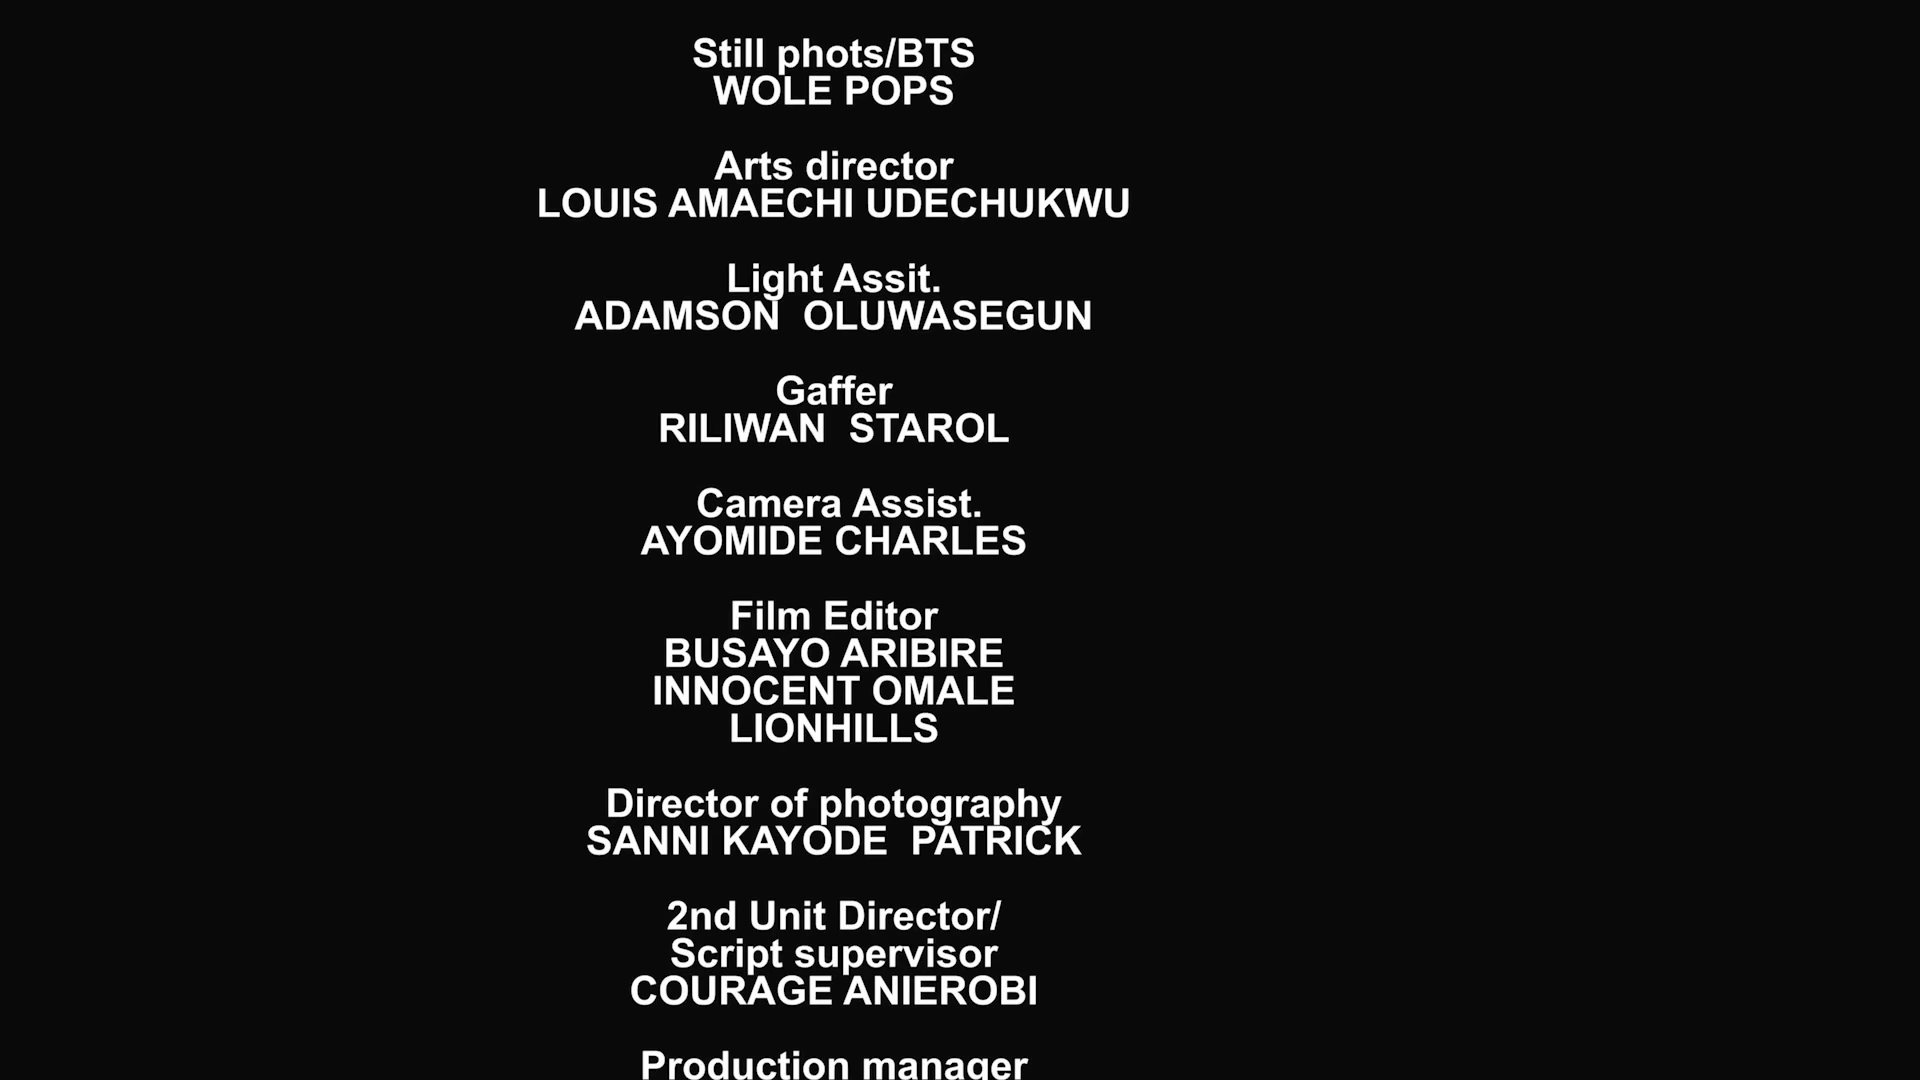 Still phots/BTS
WOLE POPS
Arts director
LOUIS AMAECHI UDECHUKWU
Light Assit.
ADAMSON  OLUWASEGUN
Gaffer
RILIWAN  STAROL
Camera Assist.
AYOMIDE CHARLES
Film Editor
BUSAYO ARIBIRE
INNOCENT OMALE
LIONHILLS
Director of photography
SANNI KAYODE  PATRICK
2nd Unit Director/
Script supervisor
COURAGE ANIEROBI
Production manager